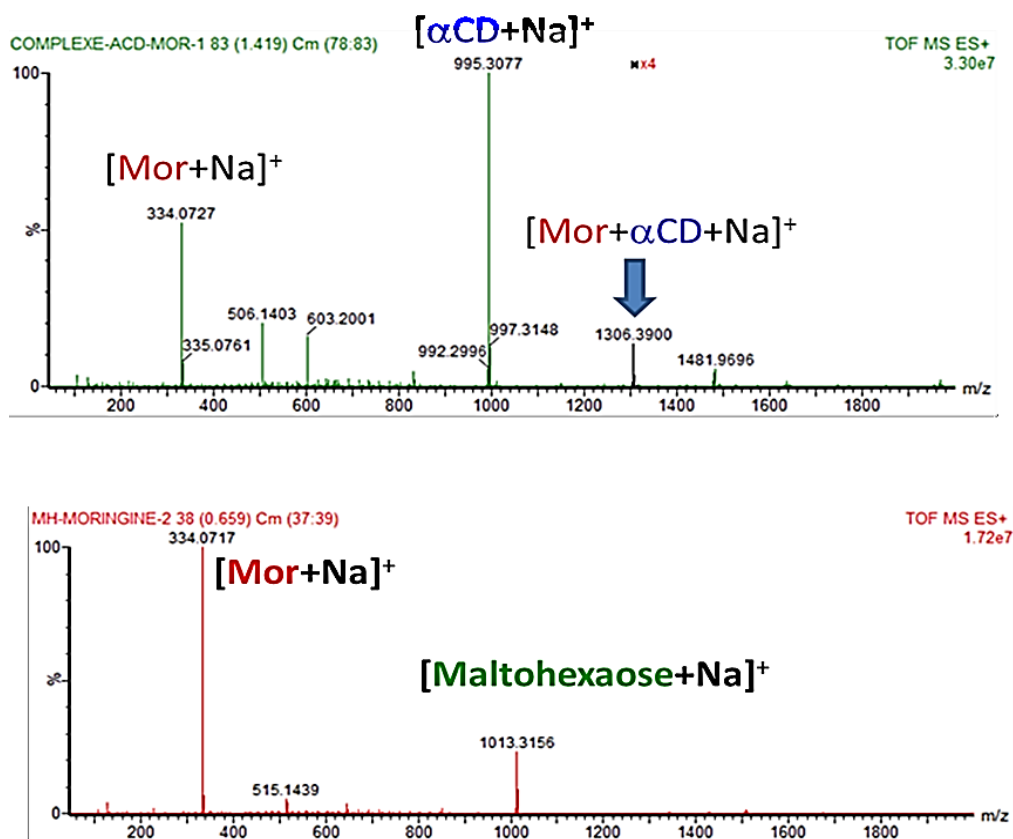 [αCD+Na]⁺
COMPLEXE-ACD-MOR-1 83 (1.419) Cm (78:83)
TOF MS ES+
3.30e7
995.3077
x4
100
[Mor+Na]⁺
334.0727
[Mor+αCD+Na]⁺
%
506.1403
603.2001
335.0761
992.2996
997.3148
1306.3900
1481.9696
0
200 400 600 800 1000 1200 1400 1600 1800 m/z
MH-MORINGINE-2 38 (0.659) Cm (37:39)
TOF MS ES+
1.72e7
334.0717
100
[Mor+Na]⁺
%
[Maltohexaose+Na]⁺
1013.3156
515.1439
0
200 400 600 800 1000 1200 1400 1600 1800 m/z